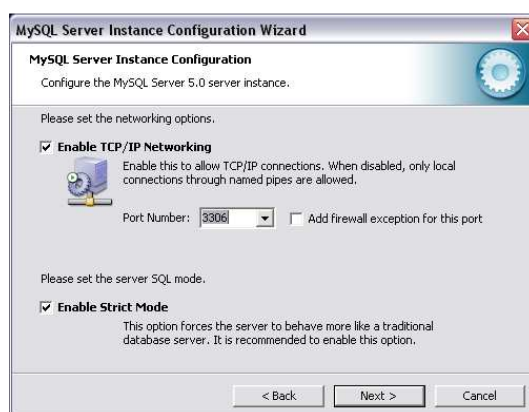 MySQL Server Instance Configuration Wizard
MySQL Server Instance Configuration
Configure the MySQL Server 5.0 server instance.
Please set the networking options.
Enable TCP/IP Networking
Enable this to allow TCP/IP connections. When disabled, only local
connections through named pipes are allowed.
Port Number: 3306 Add firewall exception for this port
Please set the server SQL mode.
Enable Strict Mode
This option forces the server to behave more like a traditional
database server. It is recommended to enable this option.
< Back Next > Cancel